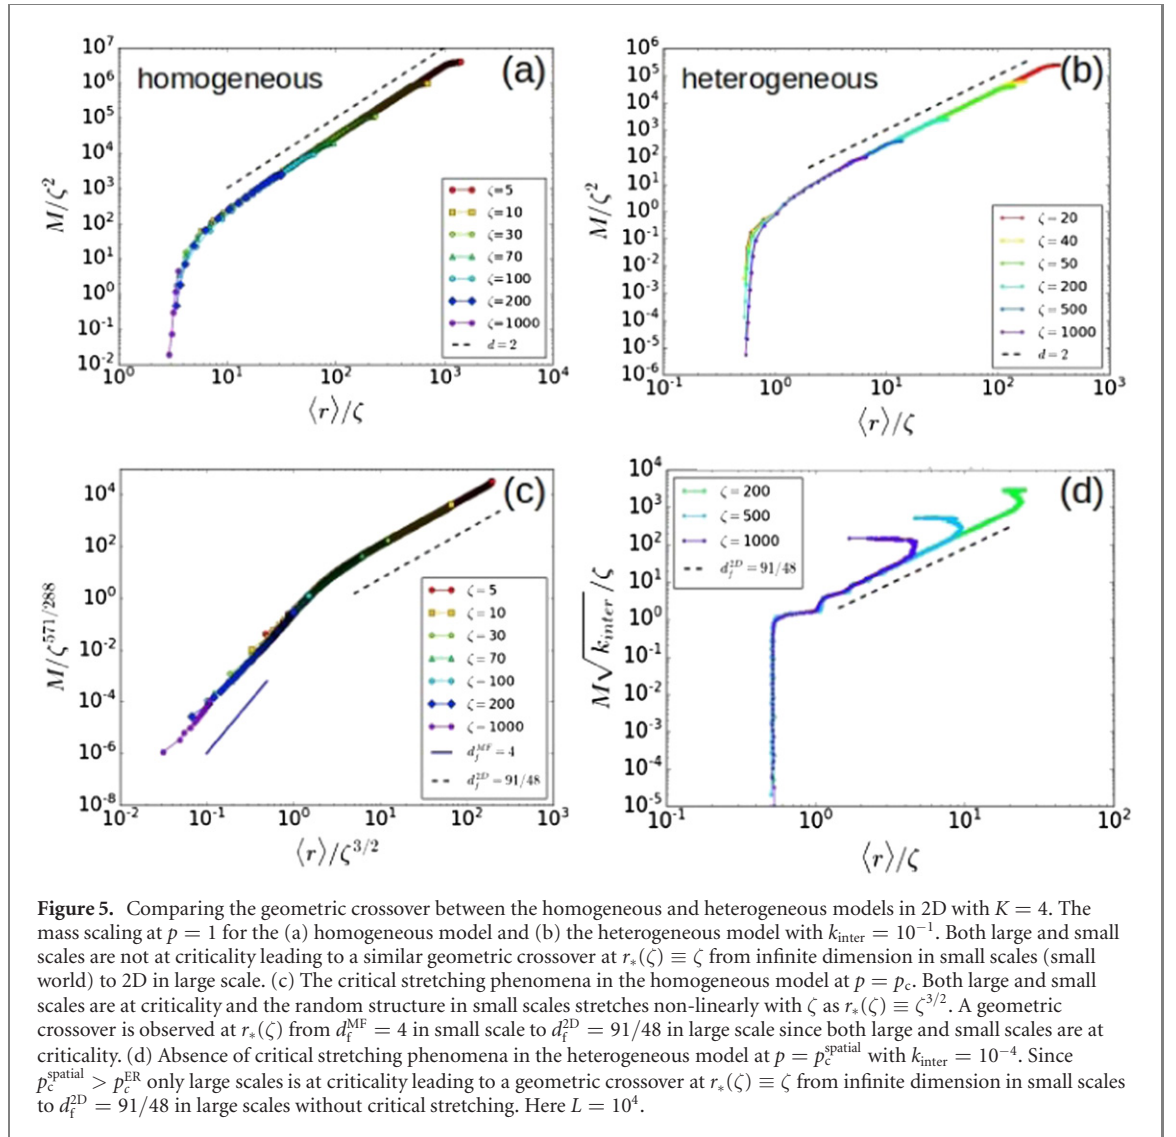 homogeneous
(a)
10^7
10^6
10^5
10^4
10^3
10^2
10^1
10^0
10^-1
10^-2
M/ζ^2
ζ=5
ζ=10
ζ=30
ζ=70
ζ=100
ζ=200
ζ=1000
d=2
10^0 10^1 10^2 10^3 10^4
⟨r⟩/ζ
heterogeneous
(b)
10^6
10^5
10^4
10^3
10^2
10^1
10^0
10^-1
10^-2
10^-3
10^-4
10^-5
10^-6
M/ζ^2
ζ=20
ζ=40
ζ=50
ζ=200
ζ=500
ζ=1000
d=2
10^-1 10^0 10^1 10^2 10^3
⟨r⟩/ζ
(c)
10^4
10^2
10^0
10^-2
10^-4
10^-6
10^-8
M/ζ^571/288
ζ=5
ζ=10
ζ=30
ζ=70
ζ=100
ζ=200
ζ=1000
d_f^MF=4
d_f^2D=91/48
10^-2 10^-1 10^0 10^1 10^2 10^3
⟨r⟩/ζ^3/2
(d)
10^4
10^3
10^2
10^1
10^0
10^-1
10^-2
10^-3
10^-4
10^-5
M√k_inter/ζ
ζ=200
ζ=500
ζ=1000
d_f^2D=91/48
10^-1 10^0 10^1 10^2
⟨r⟩/ζ
Figure 5. Comparing the geometric crossover between the homogeneous and heterogeneous models in 2D with K = 4. The
mass scaling at p = 1 for the (a) homogeneous model and (b) the heterogeneous model with k_inter = 10^-1. Both large and small
scales are not at criticality leading to a similar geometric crossover at r_*(ζ) ≡ ζ from infinite dimension in small scales (small
world) to 2D in large scale. (c) The critical stretching phenomena in the homogeneous model at p = p_c. Both large and small
scales are at criticality and the random structure in small scales stretches non-linearly with ζ as r_*(ζ) ≡ ζ^3/2. A geometric
crossover is observed at r_*(ζ) from d_f^MF = 4 in small scale to d_f^2D = 91/48 in large scale since both large and small scales are at
criticality. (d) Absence of critical stretching phenomena in the heterogeneous model at p = p_c^spatial with k_inter = 10^-4. Since
p_c^spatial > p_c^ER only large scales is at criticality leading to a geometric crossover at r_*(ζ) ≡ ζ from infinite dimension in small scales
to d_f^2D = 91/48 in large scales without critical stretching. Here L = 10^4.